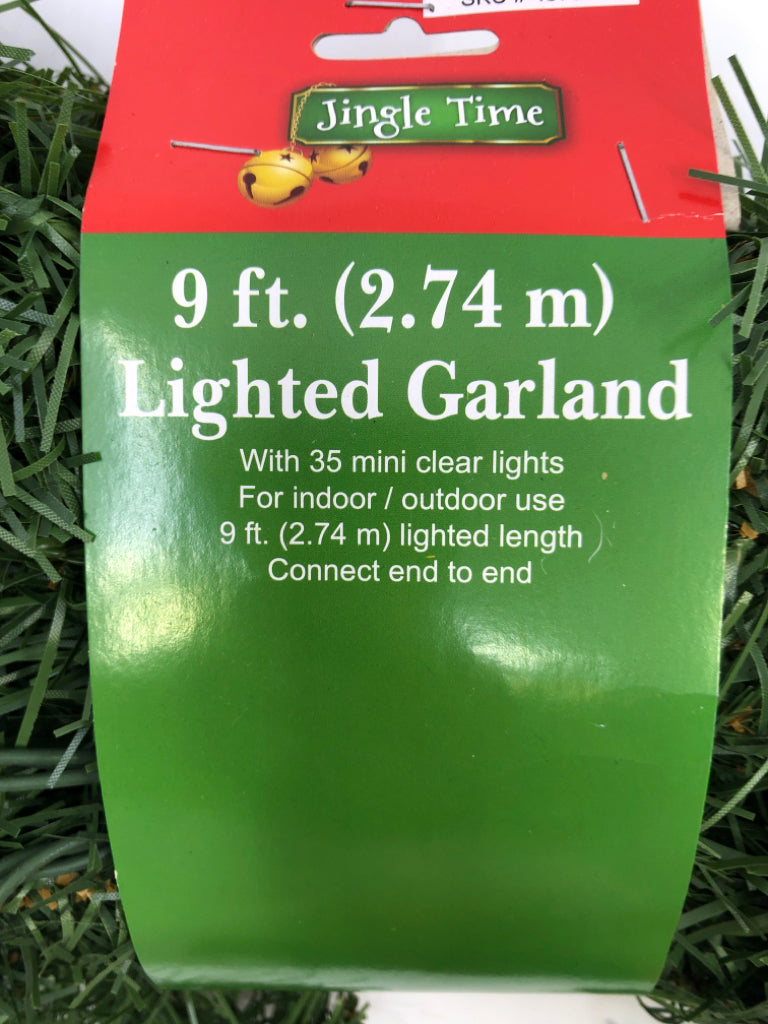 SKU #
Jingle Time
9 ft. (2.74 m)
Lighted Garland
With 35 mini clear lights
For indoor / outdoor use
9 ft. (2.74 m) lighted length
Connect end to end